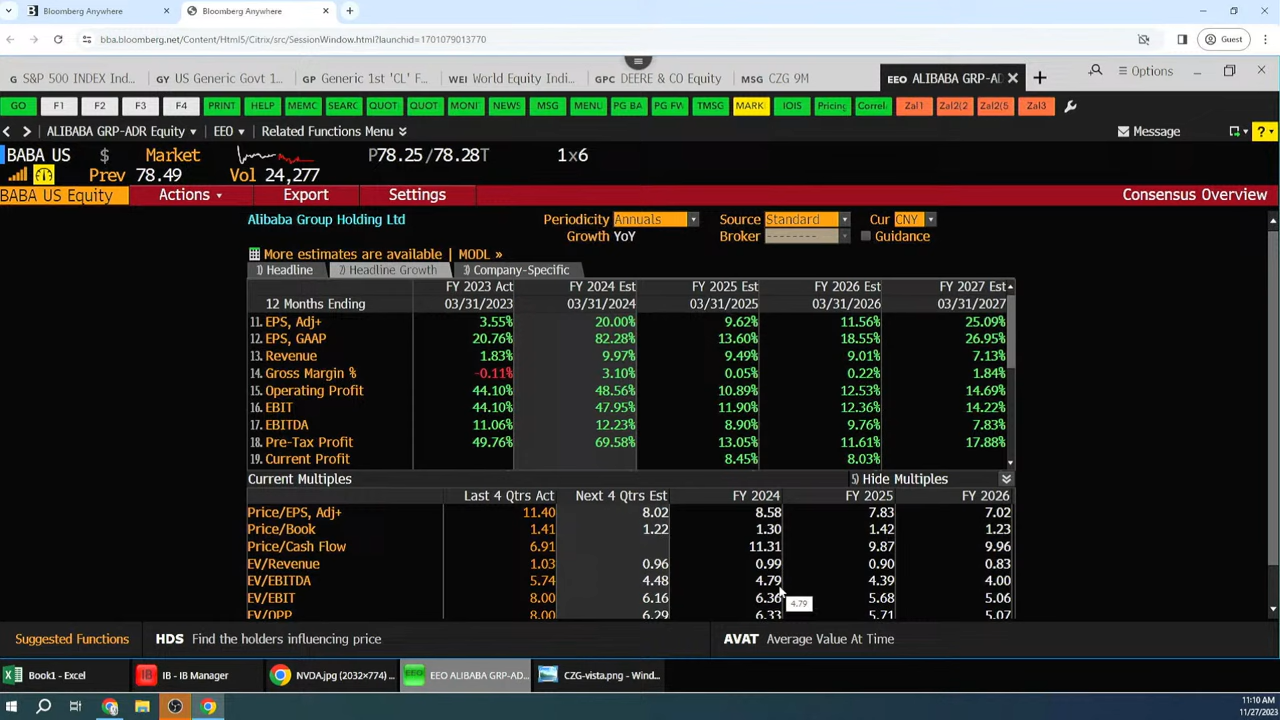 Bloomberg Anywhere × Bloomberg Anywhere × +
bba.bloomberg.net/Content/Html5/Citrix/src/SessionWindow.html?launchid=1701079013770 Guest
G S&P 500 INDEX Ind... GY US Generic Govt 1... GP Generic 1st 'CL' F... WEI World Equity Indi... GPC DEERE & CO Equity MSG CZG 9M EEO ALIBABA GRP-AD Options
GO F1 F2 F3 F4 PRINT HELP MEMC SEARC QUOT QUOT MONI NEWS MSG MENU PG BA PG FW TMSG MARK IOIS Pricing Correl Zal1 Zal2(2 Zal2(5 Zal3
< > ALIBABA GRP-ADR Equity EEO Related Functions Menu Message ?
BABA US $ Market P78.25/78.28T 1x6
Prev 78.49 Vol 24,277
BABA US Equity Actions Export Settings Consensus Overview
Alibaba Group Holding Ltd Periodicity Annuals Source Standard Cur CNY
Growth YoY Broker -------- Guidance
More estimates are available | MODL »
1) Headline 2) Headline Growth 3) Company-Specific
FY 2023 Act FY 2024 Est FY 2025 Est FY 2026 Est FY 2027 Est
12 Months Ending 03/31/2023 03/31/2024 03/31/2025 03/31/2026 03/31/2027
11. EPS, Adj+ 3.55% 20.00% 9.62% 11.56% 25.09%
12. EPS, GAAP 20.76% 82.28% 13.60% 18.55% 26.95%
13. Revenue 1.83% 9.97% 9.49% 9.01% 7.13%
14. Gross Margin % -0.11% 3.10% 0.05% 0.22% 1.84%
15. Operating Profit 44.10% 48.56% 10.89% 12.53% 14.69%
16. EBIT 44.10% 47.95% 11.90% 12.36% 14.22%
17. EBITDA 11.06% 12.23% 8.90% 9.76% 7.83%
18. Pre-Tax Profit 49.76% 69.58% 13.05% 11.61% 17.88%
19. Current Profit 8.45% 8.03%
Current Multiples 5) Hide Multiples
Last 4 Qtrs Act Next 4 Qtrs Est FY 2024 FY 2025 FY 2026
Price/EPS, Adj+ 11.40 8.02 8.58 7.83 7.02
Price/Book 1.41 1.22 1.30 1.42 1.23
Price/Cash Flow 6.91 11.31 9.87 9.96
EV/Revenue 1.03 0.96 0.99 0.90 0.83
EV/EBITDA 5.74 4.48 4.79 4.39 4.00
EV/EBIT 8.00 6.16 6.36 5.68 5.06
4.79
EV/OPP 8.00 6.29 6.33 5.71 5.07
Suggested Functions HDS Find the holders influencing price AVAT Average Value At Time
Book1 - Excel IB - IB Manager NVDA.jpg (2032×774) ... EEO ALIBABA GRP-AD... CZG-vista.png - Wind...
11:10 AM
11/27/2023